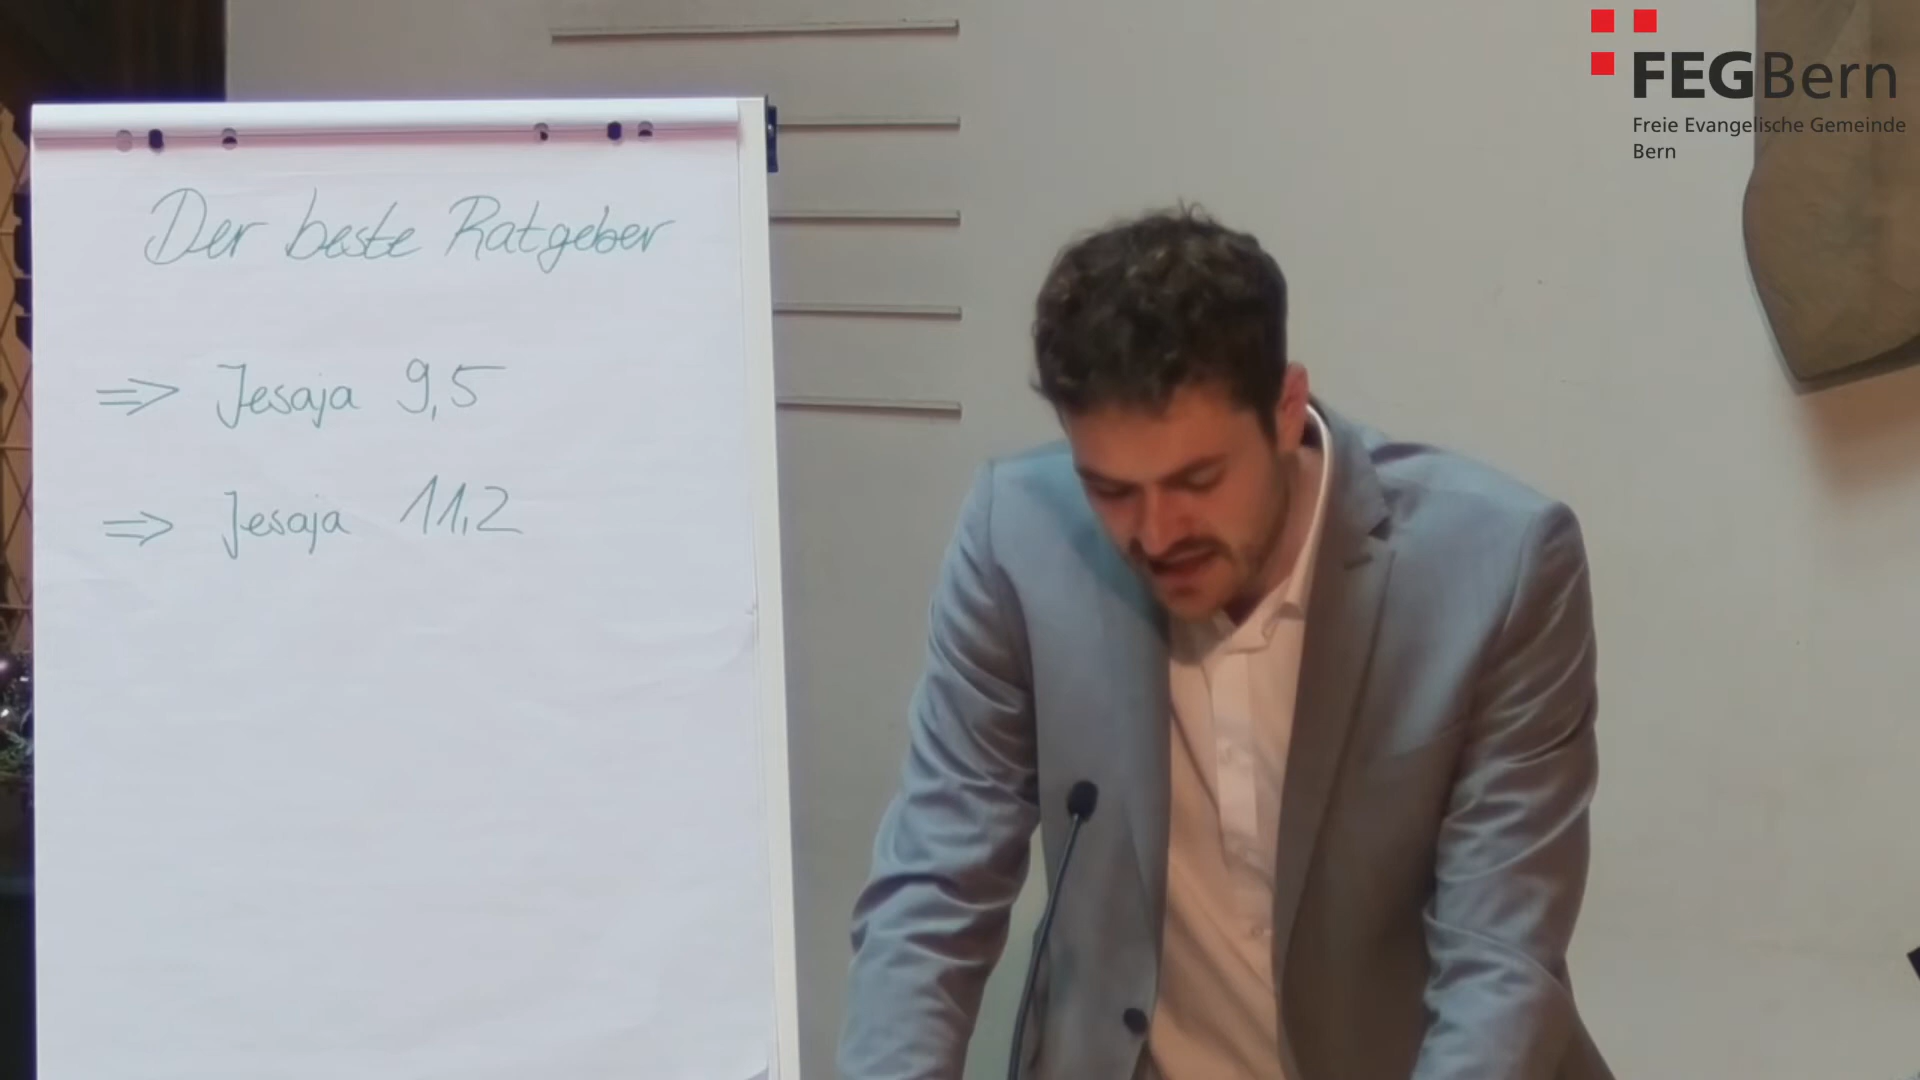 Der beste Ratgeber
=> Jesaja 9,5
=> Jesaja 11,2
FEGBern
Freie Evangelische Gemeinde
Bern